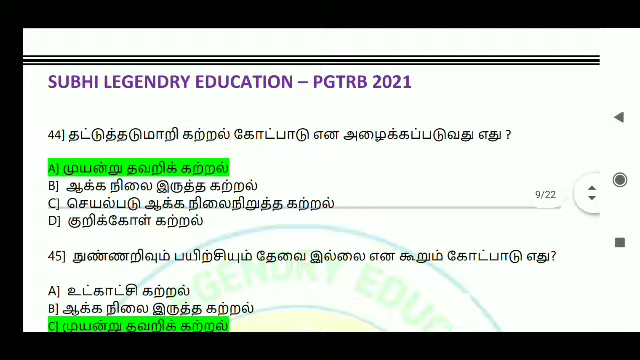 SUBHI LEGENDRY EDUCATION – PGTRB 2021
44] தட்டுத்தடுமாறி கற்றல் கோட்பாடு என அழைக்கப்படுவது எது ?
A] முயன்று தவறிக் கற்றல்
B] ஆக்க நிலை இருத்த கற்றல்
C] செயல்படு ஆக்க நிலைநிறுத்த கற்றல்
D] குறிக்கோள் கற்றல்
9/22
45] நுண்ணறிவும் பயிற்சியும் தேவை இல்லை என கூறும் கோட்பாடு எது?
A] உட்காட்சி கற்றல்
B] ஆக்க நிலை இருத்த கற்றல்
C] முயன்று தவறிக் கற்றல்
LEGENDRY EDUC